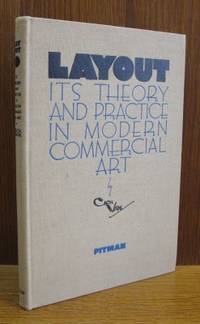 LAYOUT
ITS THEORY
AND PRACTICE
IN MODERN
COMMERCIAL
ART
PITMAN